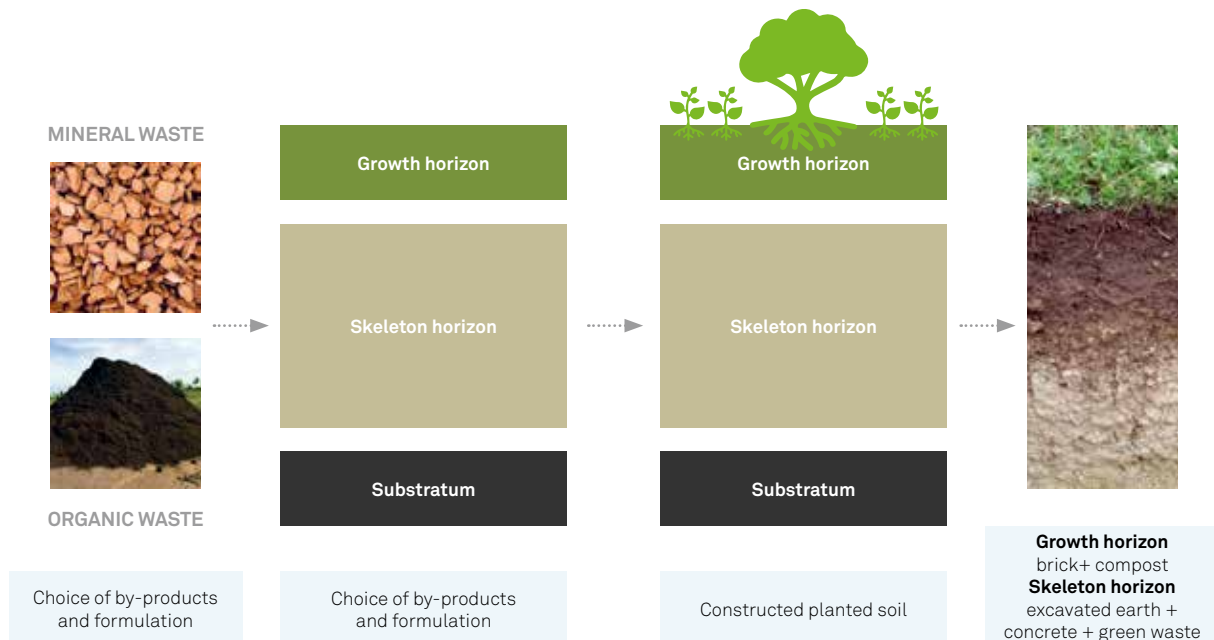 MINERAL WASTE
ORGANIC WASTE
Choice of by-products
and formulation
Growth horizon
Skeleton horizon
Substratum
Choice of by-products
and formulation
Growth horizon
Skeleton horizon
Substratum
Constructed planted soil
Growth horizon
brick+ compost
Skeleton horizon
excavated earth +
concrete + green waste